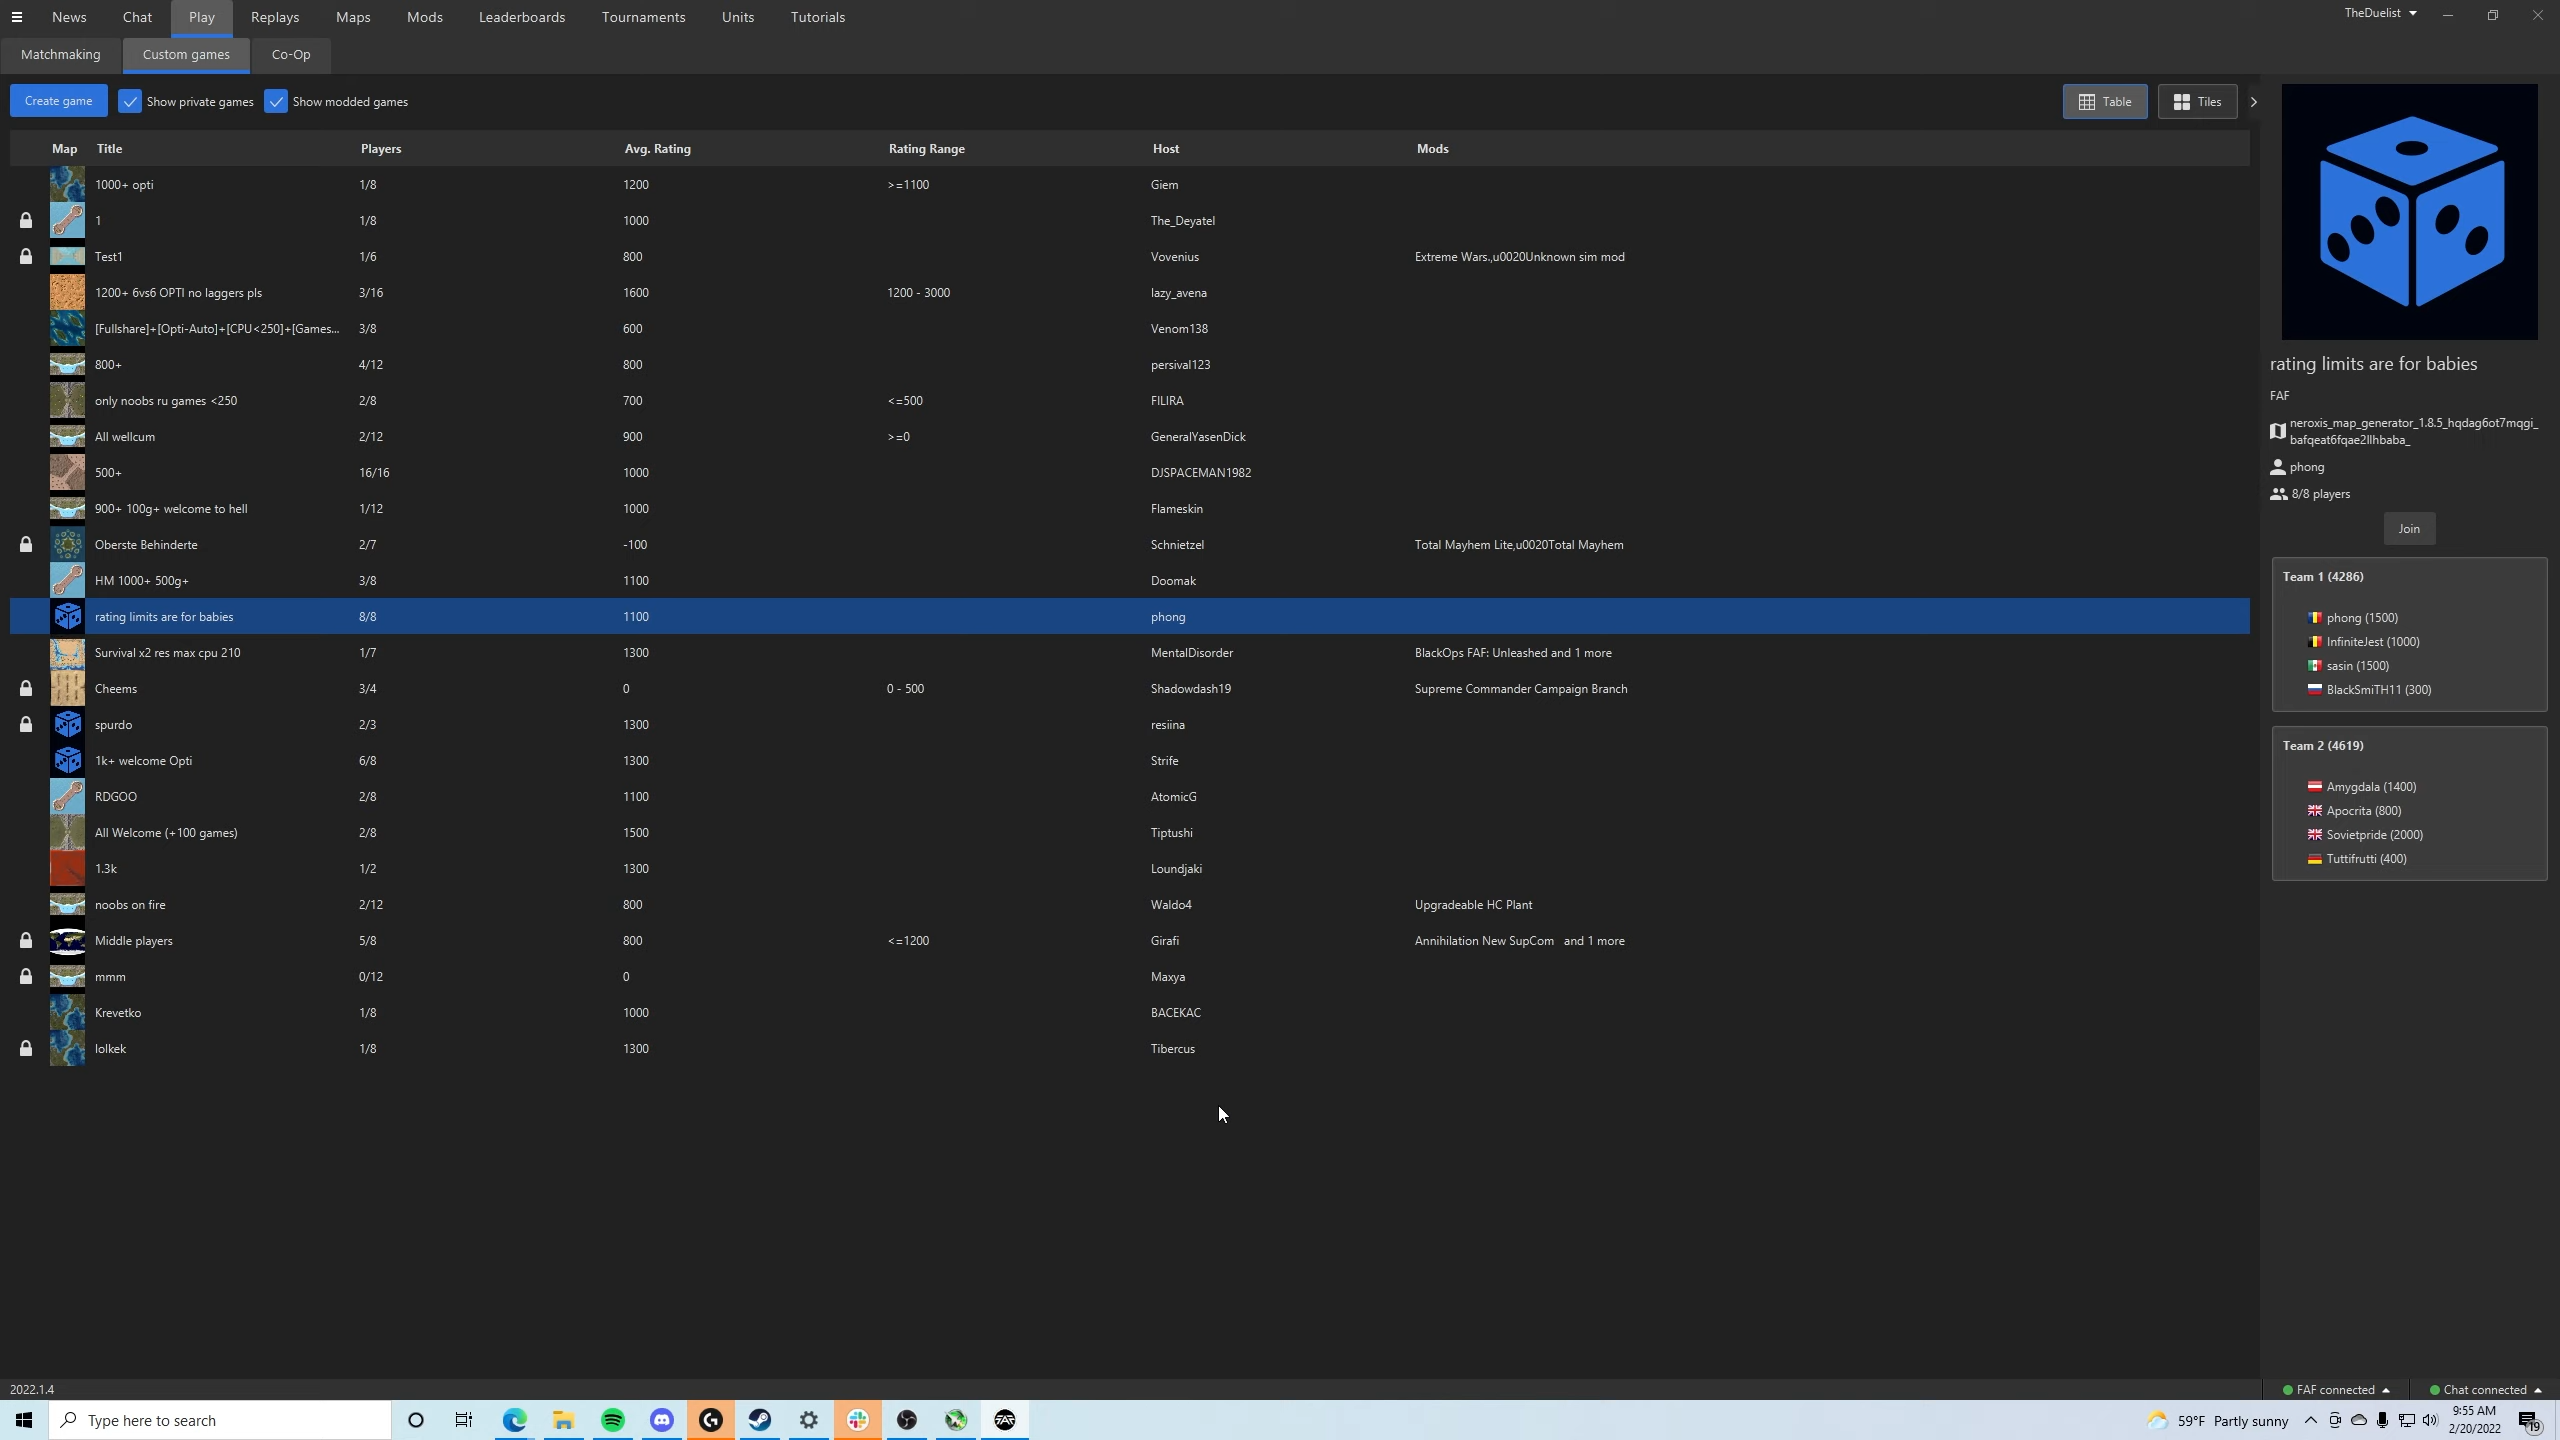 News Chat Play Replays Maps Mods Leaderboards Tournaments Units Tutorials TheDuelist
Matchmaking Custom games Co-Op
Create game Show private games Show modded games Table Tiles
Map Title Players Avg. Rating Rating Range Host Mods
1000+ opti 1/8 1200 >=1100 Giem
1 1/8 1000 The_Deyatel
Test1 1/6 800 Vovenius Extreme Wars.,u0020Unknown sim mod
1200+ 6vs6 OPTI no laggers pls 3/16 1600 1200 - 3000 lazy_avena
[Fullshare]+[Opti-Auto]+[CPU<250]+[Games... 3/8 600 Venom138
800+ 4/12 800 persival123
only noobs ru games <250 2/8 700 <=500 FILIRA
All wellcum 2/12 900 >=0 GeneralYasenDick
500+ 16/16 1000 DJSPACEMAN1982
900+ 100g+ welcome to hell 1/12 1000 Flameskin
Oberste Behinderte 2/7 -100 Schnietzel Total Mayhem Lite,u0020Total Mayhem
HM 1000+ 500g+ 3/8 1100 Doomak
rating limits are for babies 8/8 1100 phong
Survival x2 res max cpu 210 1/7 1300 MentalDisorder BlackOps FAF: Unleashed and 1 more
Cheems 3/4 0 0 - 500 Shadowdash19 Supreme Commander Campaign Branch
spurdo 2/3 1300 resiina
1k+ welcome Opti 6/8 1300 Strife
RDGOO 2/8 1100 AtomicG
All Welcome (+100 games) 2/8 1500 Tiptushi
1.3k 1/2 1300 Loundjaki
noobs on fire 2/12 800 Waldo4 Upgradeable HC Plant
Middle players 5/8 800 <=1200 Girafi Annihilation New SupCom and 1 more
mmm 0/12 0 Maxya
Krevetko 1/8 1000 BACEKAC
lolkek 1/8 1300 Tibercus
rating limits are for babies
FAF
neroxis_map_generator_1.8.5_hqdag6ot7mqgi_
bafqeat6fqae2llhbaba_
phong
8/8 players
Join
Team 1 (4286)
phong (1500)
InfiniteJest (1000)
sasin (1500)
BlackSmiTH11 (300)
Team 2 (4619)
Amygdala (1400)
Apocrita (800)
Sovietpride (2000)
Tuttifrutti (400)
2022.1.4 FAF connected Chat connected
Type here to search FAF 59°F Partly sunny 9:55 AM
2/20/2022
19